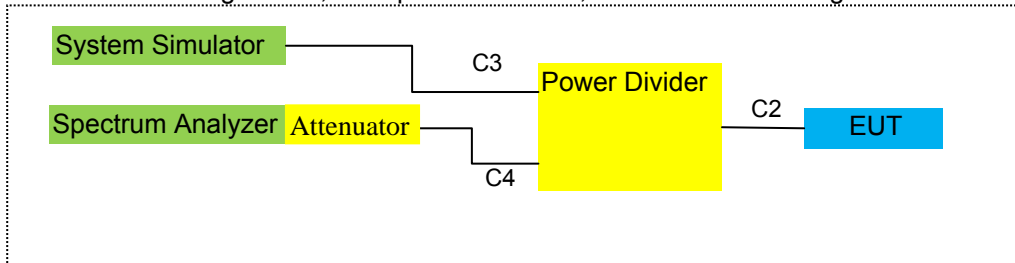 System Simulator
C3
Power Divider
C2
Spectrum Analyzer
Attenuator
EUT
C4